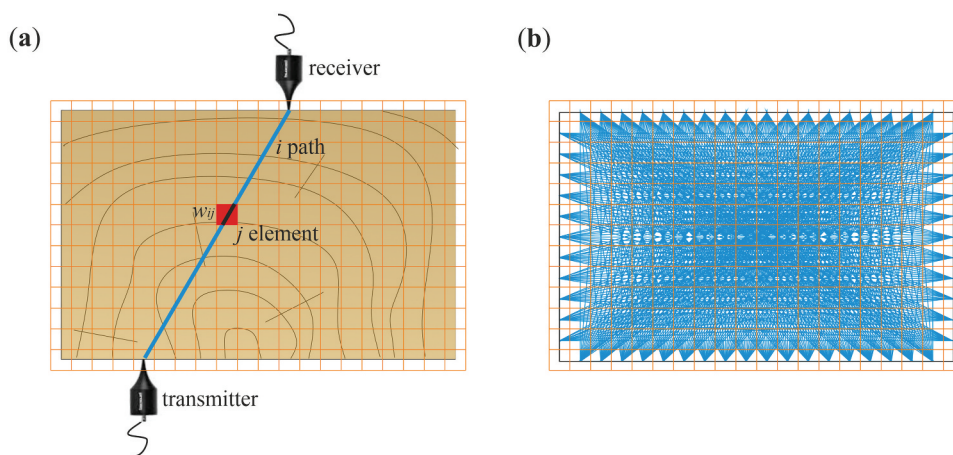 (a)
(b)
receiver
i path
wij
j element
transmitter